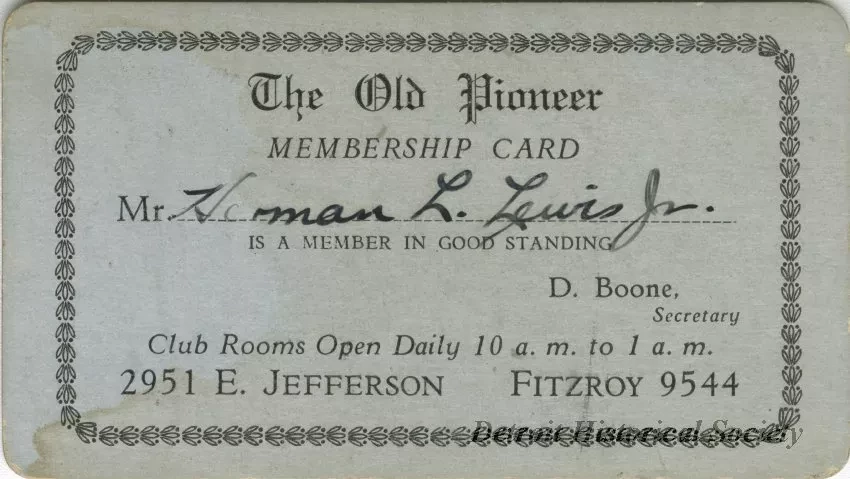 The Old Pioneer
MEMBERSHIP CARD
Mr. Herman L. Lewis Jr.
IS A MEMBER IN GOOD STANDING
D. Boone,
Secretary
Club Rooms Open Daily 10 a. m. to 1 a. m.
2951 E. JEFFERSON FITZROY 9544
Detroit Historical Society